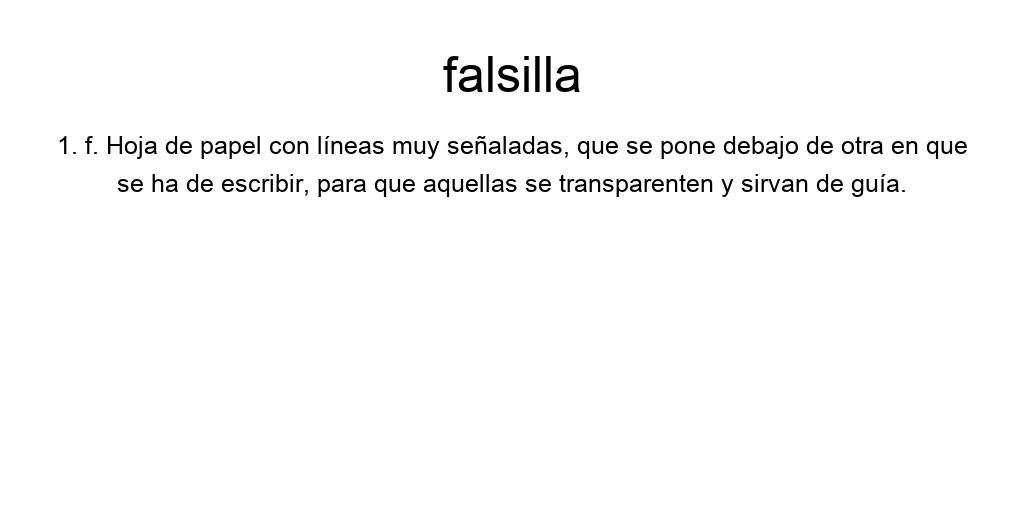 falsilla
1. f. Hoja de papel con líneas muy señaladas, que se pone debajo de otra en que
se ha de escribir, para que aquellas se transparenten y sirvan de guía.